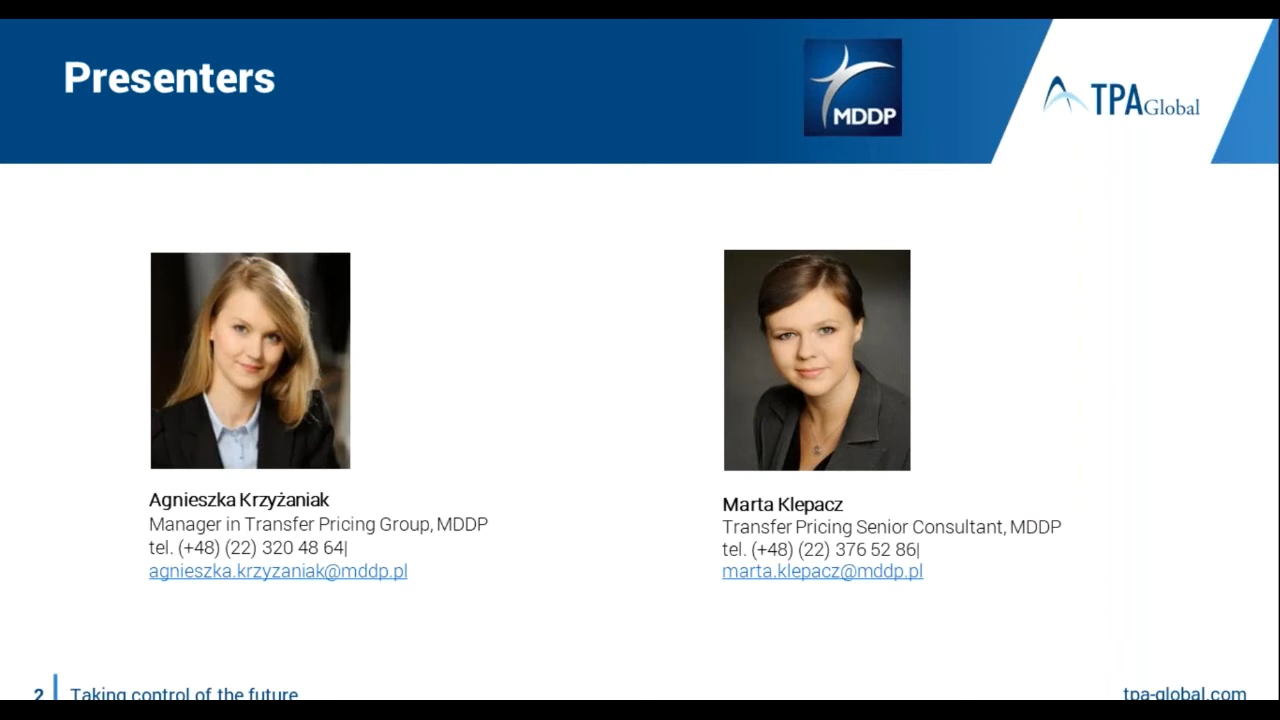 Presenters
MDDP
TPAGlobal
Agnieszka Krzyżaniak
Manager in Transfer Pricing Group, MDDP
tel. (+48) (22) 320 48 64|
agnieszka.krzyzaniak@mddp.pl
Marta Klepacz
Transfer Pricing Senior Consultant, MDDP
tel. (+48) (22) 376 52 86|
marta.klepacz@mddp.pl
2
Taking control of the future
tpa-global.com